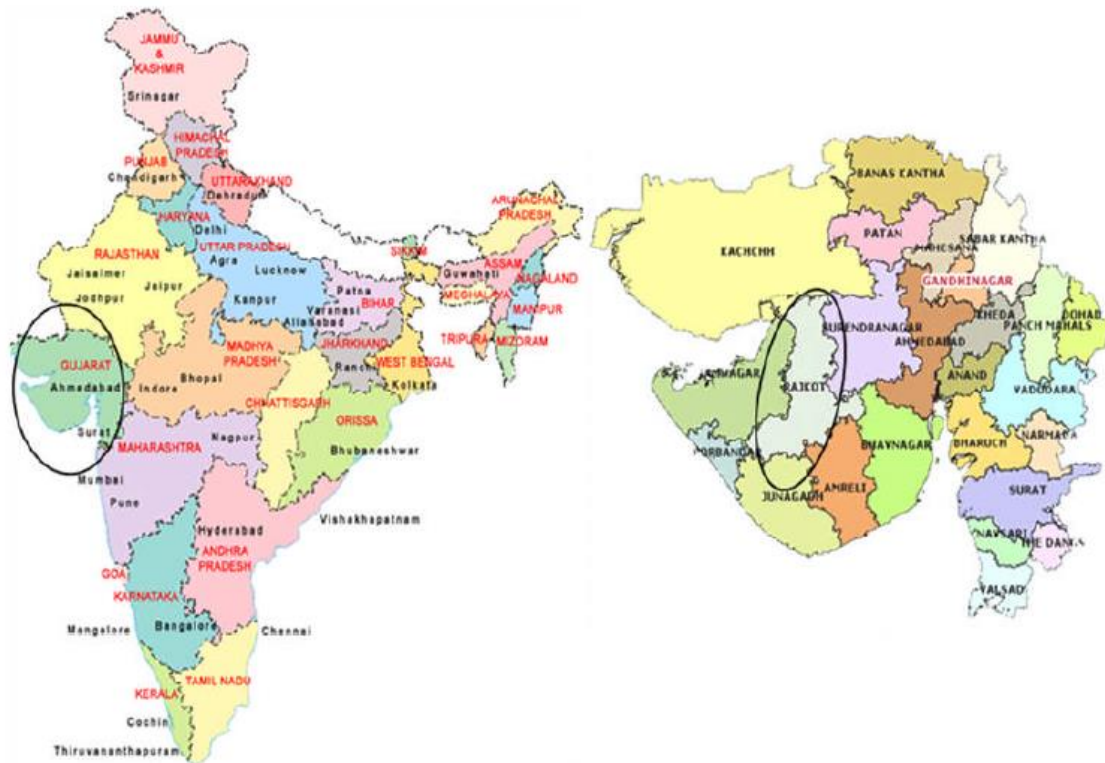 JAMMU
&
KASHMIR
Srinagar
HIMACHAL
PRADESH
PUNJAB
Chandigarh
UTTARAKHAND
Dehradun
HARYANA
Delhi
UTTAR PRADESH
Agra
Lucknow
RAJASTHAN
Jaisalmer
Jaipur
Jodhpur
Kanpur
Patna
Varanasi
BIHAR
Allahabad
SIKKIM
ARUNACHAL
PRADESH
ASSAM
Guwahati
NAGALAND
MEGHALAYA
MANIPUR
TRIPURA
MIZORAM
GUJARAT
Ahmedabad
MADHYA
PRADESH
JHARKHAND
Ranchi
WEST BENGAL
Kolkata
Indore
Bhopal
CHHATTISGARH
ORISSA
Bhubaneshwar
Surat
MAHARASHTRA
Nagpur
Mumbai
Pune
Hyderabad
Vishakhapatnam
ANDHRA
PRADESH
GOA
KARNATAKA
Mangalore
Bangalore
Chennai
TAMIL NADU
KERALA
Cochin
Thiruvananthapuram
BANAS KANTHA
KACHCHH
PATAN
SABAR KANTHA
GANDHINAGAR
SURENDRANAGAR
AHMEDABAD
KHEDA
PANCH MAHALS
DOHAD
RAJKOT
ANAND
VADODARA
PORBANDAR
JUNAGADH
AMRELI
BHAVNAGAR
BHARUCH
NARMADA
SURAT
NAVSARI
THE DANGS
VALSAD